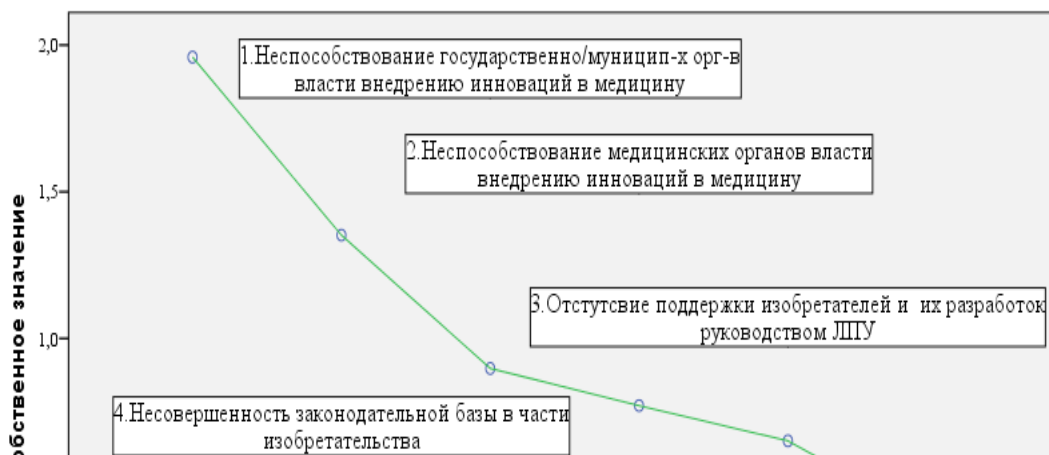 2,0
1.Неспособствование государственно/муницип-х орг-в
власти внедрению инноваций в медицину
2.Неспособствование медицинских органов власти
внедрению инноваций в медицину
1,5
3.Отстутсвие поддержки изобретателей и их разработок
руководством ЛПУ
1,0
4.Несовершенность законодательной базы в части
изобретательства
обственное значение